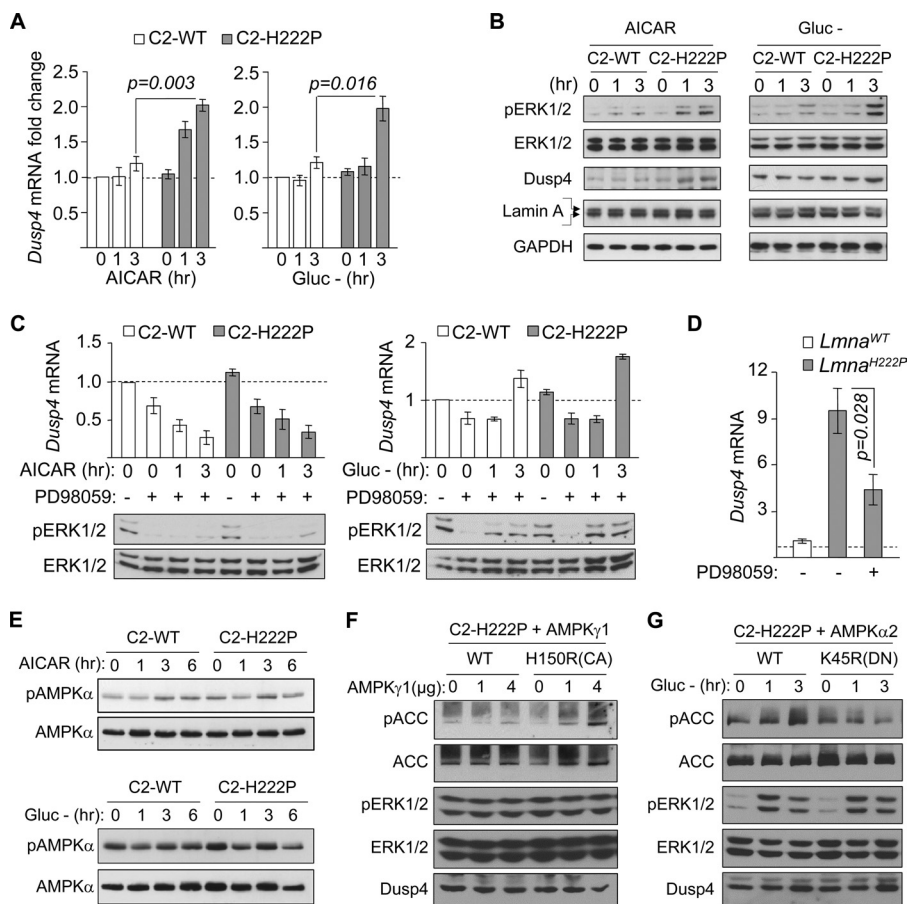 A
C2-WT C2-H222P
Dusp4 mRNA fold change
2.5
2.0
1.5
1.0
0.5
p=0.003
0 1 3 0 1 3
AICAR (hr)
2.5
2.0
1.5
1.0
0.5
p=0.016
0 1 3 0 1 3
Gluc - (hr)
B
AICAR Gluc -
C2-WT C2-H222P C2-WT C2-H222P
(hr) 0 1 3 0 1 3 0 1 3 0 1 3
pERK1/2
ERK1/2
Dusp4
Lamin A
GAPDH
C
C2-WT C2-H222P
Dusp4 mRNA
1.5
1.0
0.5
AICAR (hr) 0 0 1 3 0 0 1 3
PD98059: - + + + - + + +
pERK1/2
ERK1/2
C2-WT C2-H222P
Dusp4 mRNA
2
1
Gluc - (hr): 0 0 1 3 0 0 1 3
PD98059: - + + + - + + +
pERK1/2
ERK1/2
D
LmnaWT
LmnaH222P
Dusp4 mRNA
12
9
6
3
p=0.028
PD98059: - - +
E
C2-WT C2-H222P
AICAR (hr) 0 1 3 6 0 1 3 6
pAMPKα
AMPKα
C2-WT C2-H222P
Gluc - (hr): 0 1 3 6 0 1 3 6
pAMPKα
AMPKα
F
C2-H222P + AMPKγ1
WT H150R(CA)
AMPKγ1(μg) 0 1 4 0 1 4
pACC
ACC
pERK1/2
ERK1/2
Dusp4
G
C2-H222P + AMPKα2
WT K45R(DN)
Gluc - (hr): 0 1 3 0 1 3
pACC
ACC
pERK1/2
ERK1/2
Dusp4